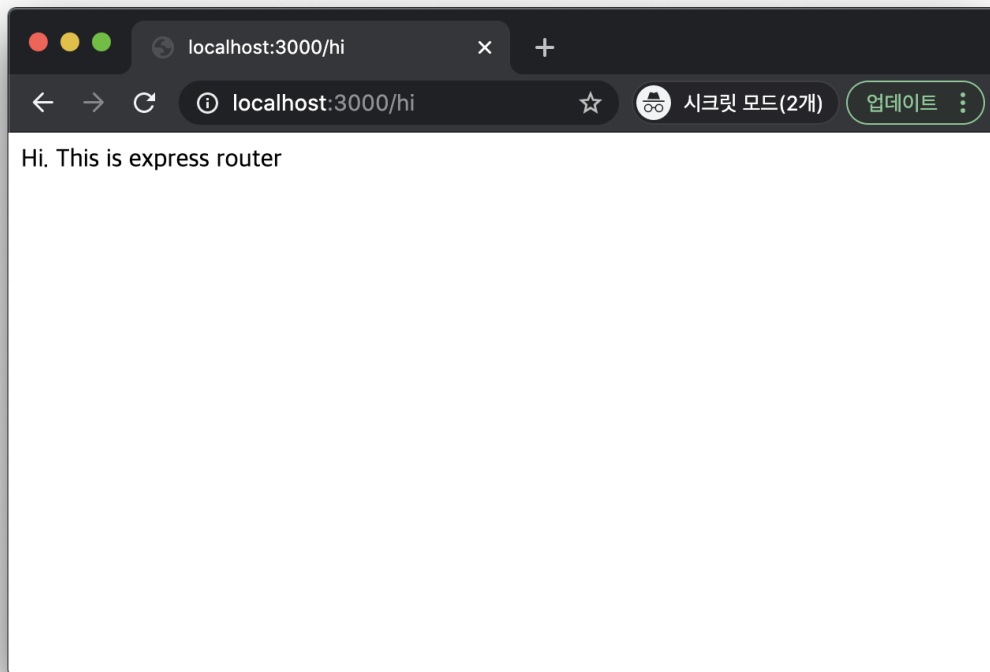 localhost:3000/hi
localhost:3000/hi
시크릿 모드(2개)
업데이트
Hi. This is express router